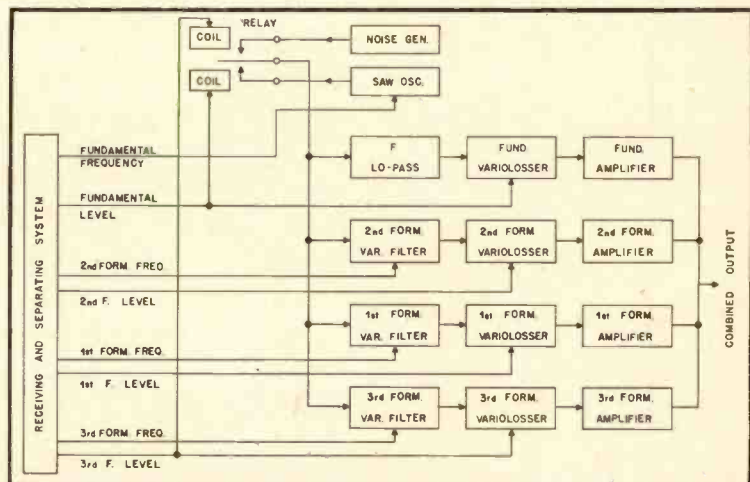 RELAY
COIL
NOISE GEN.
COIL
SAW OSC.
FUNDAMENTAL
FREQUENCY
F
LO-PASS
FUND.
VARIOLOSSER
FUND.
AMPLIFIER
FUNDAMENTAL
LEVEL
2nd FORM.
VAR. FILTER
2nd FORM.
VARIOLOSSER
2nd FORM.
AMPLIFIER
2nd FORM. FREQ.
2nd F. LEVEL
1st FORM.
VAR. FILTER
1st FORM.
VARIOLOSSER
1st FORM.
AMPLIFIER
1st FORM. FREQ.
1st F. LEVEL
3rd FORM.
VAR. FILTER
3rd FORM.
VARIOLOSSER
3rd FORM.
AMPLIFIER
3rd FORM. FREQ.
3rd F. LEVEL
RECEIVING AND SEPARATING SYSTEM
COMBINED OUTPUT